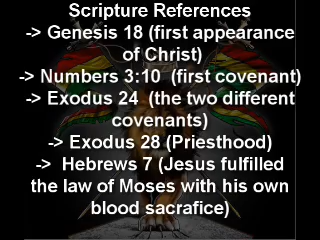 Scripture References
-> Genesis 18 (first appearance
of Christ)
-> Numbers 3:10  (first covenant)
-> Exodus 24  (the two different
covenants)
-> Exodus 28 (Priesthood)
->  Hebrews 7 (Jesus fulfilled
the law of Moses with his own
blood sacrafice)